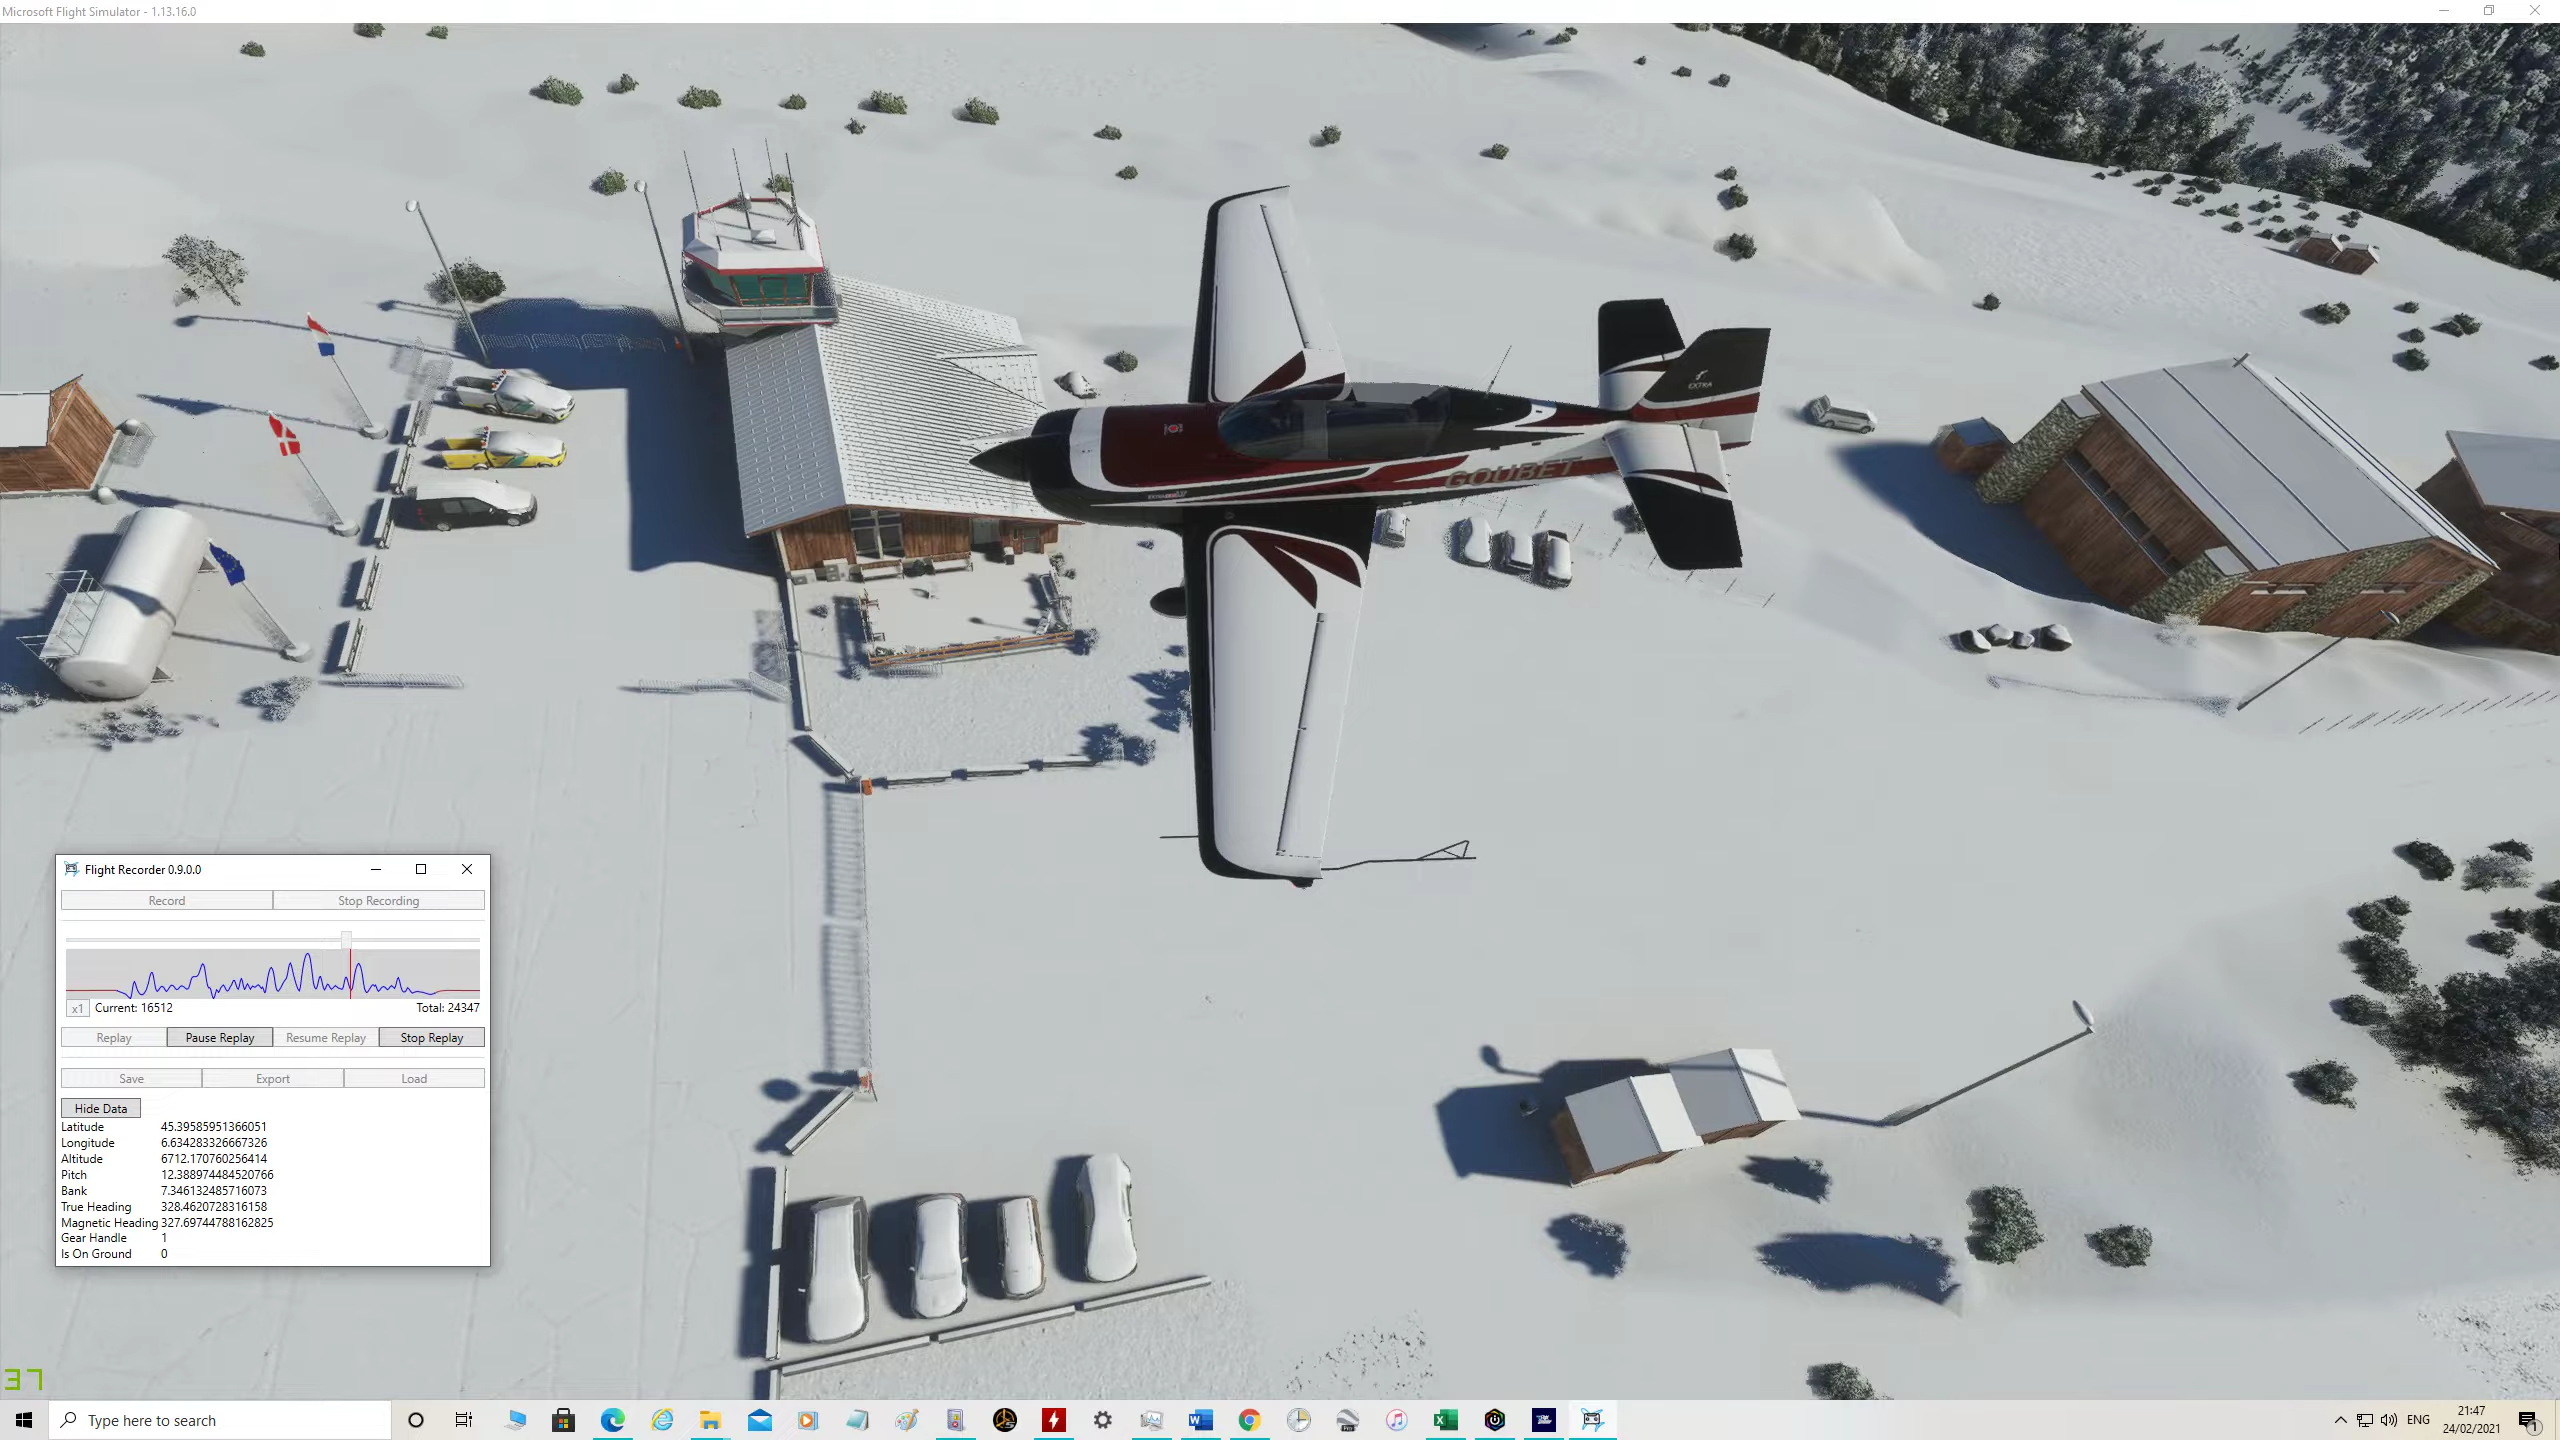 Microsoft Flight Simulator - 1.13.16.0
EXTRA
GOUBET
Flight Recorder 0.9.0.0
Record Stop Recording
x1 Current: 16512 Total: 24347
Replay Pause Replay Resume Replay Stop Replay
Save Export Load
Hide Data
Latitude 45.39585951366051
Longitude 6.634283326667326
Altitude 6712.170760256414
Pitch 12.388974484520766
Bank 7.346132485716073
True Heading 328.4620728316158
Magnetic Heading 327.69744788162825
Gear Handle 1
Is On Ground 0
37
Type here to search
ENG
21:47
24/02/2021
1